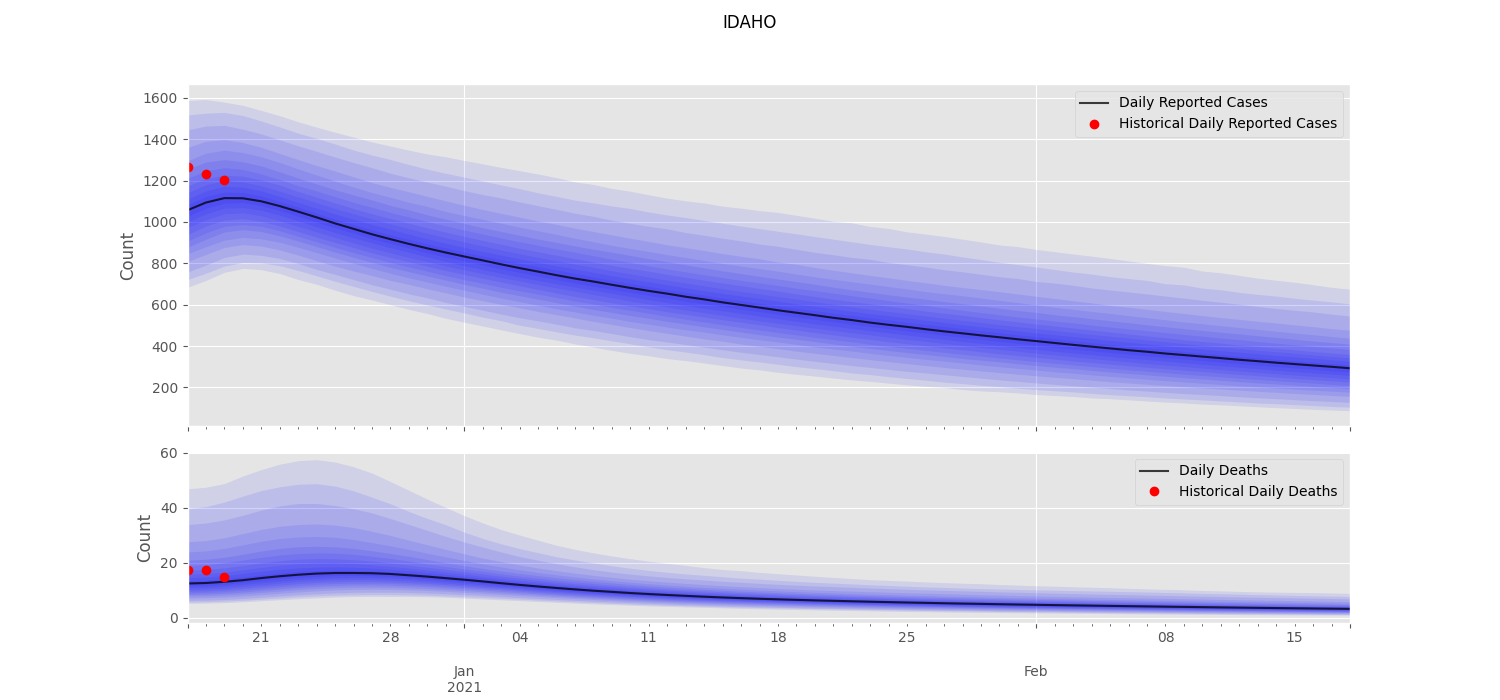 IDAHO
1600
1400
1200
1000
800
600
400
200
Count
Daily Reported Cases
Historical Daily Reported Cases
60
40
20
0
Count
Daily Deaths
Historical Daily Deaths
21 28 04 11 18 25 08 15
Jan Feb
2021